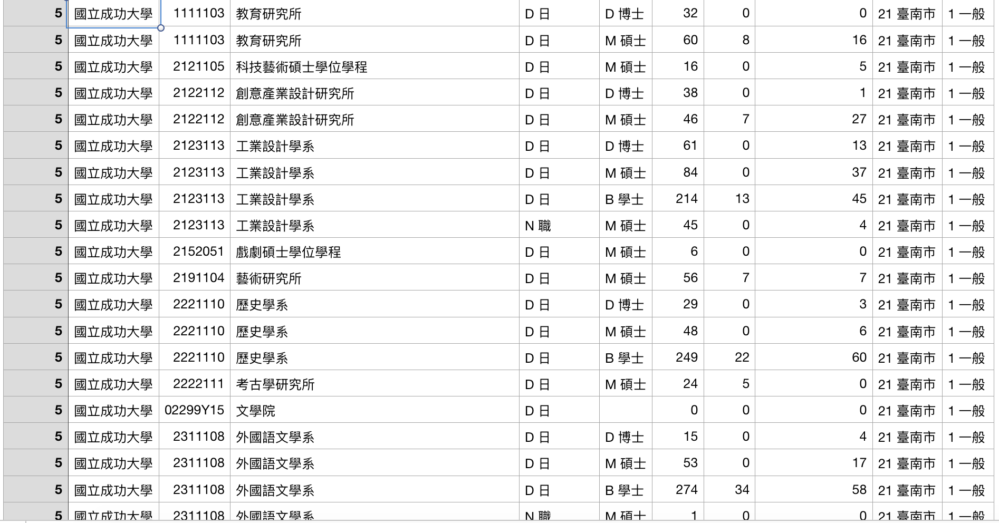 5 國立成功大學 1111103 教育研究所 D 日 D 博士 32 0 0 21 臺南市 1 一般
5 國立成功大學 1111103 教育研究所 D 日 M 碩士 60 8 16 21 臺南市 1 一般
5 國立成功大學 2121105 科技藝術碩士學位學程 D 日 M 碩士 16 0 5 21 臺南市 1 一般
5 國立成功大學 2122112 創意產業設計研究所 D 日 D 博士 38 0 1 21 臺南市 1 一般
5 國立成功大學 2122112 創意產業設計研究所 D 日 M 碩士 46 7 27 21 臺南市 1 一般
5 國立成功大學 2123113 工業設計學系 D 日 D 博士 61 0 13 21 臺南市 1 一般
5 國立成功大學 2123113 工業設計學系 D 日 M 碩士 84 0 37 21 臺南市 1 一般
5 國立成功大學 2123113 工業設計學系 D 日 B 學士 214 13 45 21 臺南市 1 一般
5 國立成功大學 2123113 工業設計學系 N 職 M 碩士 45 0 4 21 臺南市 1 一般
5 國立成功大學 2152051 戲劇碩士學位學程 D 日 M 碩士 6 0 0 21 臺南市 1 一般
5 國立成功大學 2191104 藝術研究所 D 日 M 碩士 56 7 7 21 臺南市 1 一般
5 國立成功大學 2221110 歷史學系 D 日 D 博士 29 0 3 21 臺南市 1 一般
5 國立成功大學 2221110 歷史學系 D 日 M 碩士 48 0 6 21 臺南市 1 一般
5 國立成功大學 2221110 歷史學系 D 日 B 學士 249 22 60 21 臺南市 1 一般
5 國立成功大學 2222111 考古學研究所 D 日 M 碩士 24 5 0 21 臺南市 1 一般
5 國立成功大學 02299Y15 文學院 D 日 0 0 0 21 臺南市 1 一般
5 國立成功大學 2311108 外國語文學系 D 日 D 博士 15 0 4 21 臺南市 1 一般
5 國立成功大學 2311108 外國語文學系 D 日 M 碩士 53 0 17 21 臺南市 1 一般
5 國立成功大學 2311108 外國語文學系 D 日 B 學士 274 34 58 21 臺南市 1 一般
5 國立成功大學 2311108 外國語文學系 N 職 M 碩士 1 0 0 21 臺南市 1 一般